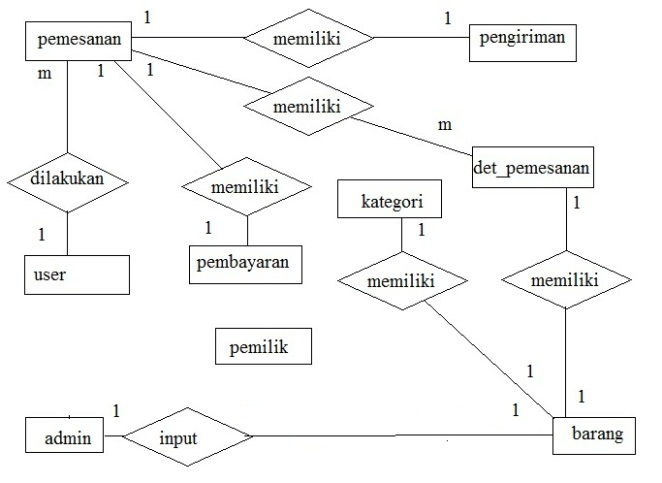 1
1
pemesanan
memiliki
pengiriman
m
1
1
memiliki
m
dilakukan
memiliki
det_pemesanan
kategori
1
1
1
1
user
pembayaran
memiliki
memiliki
pemilik
1
1
1
1
admin
input
barang